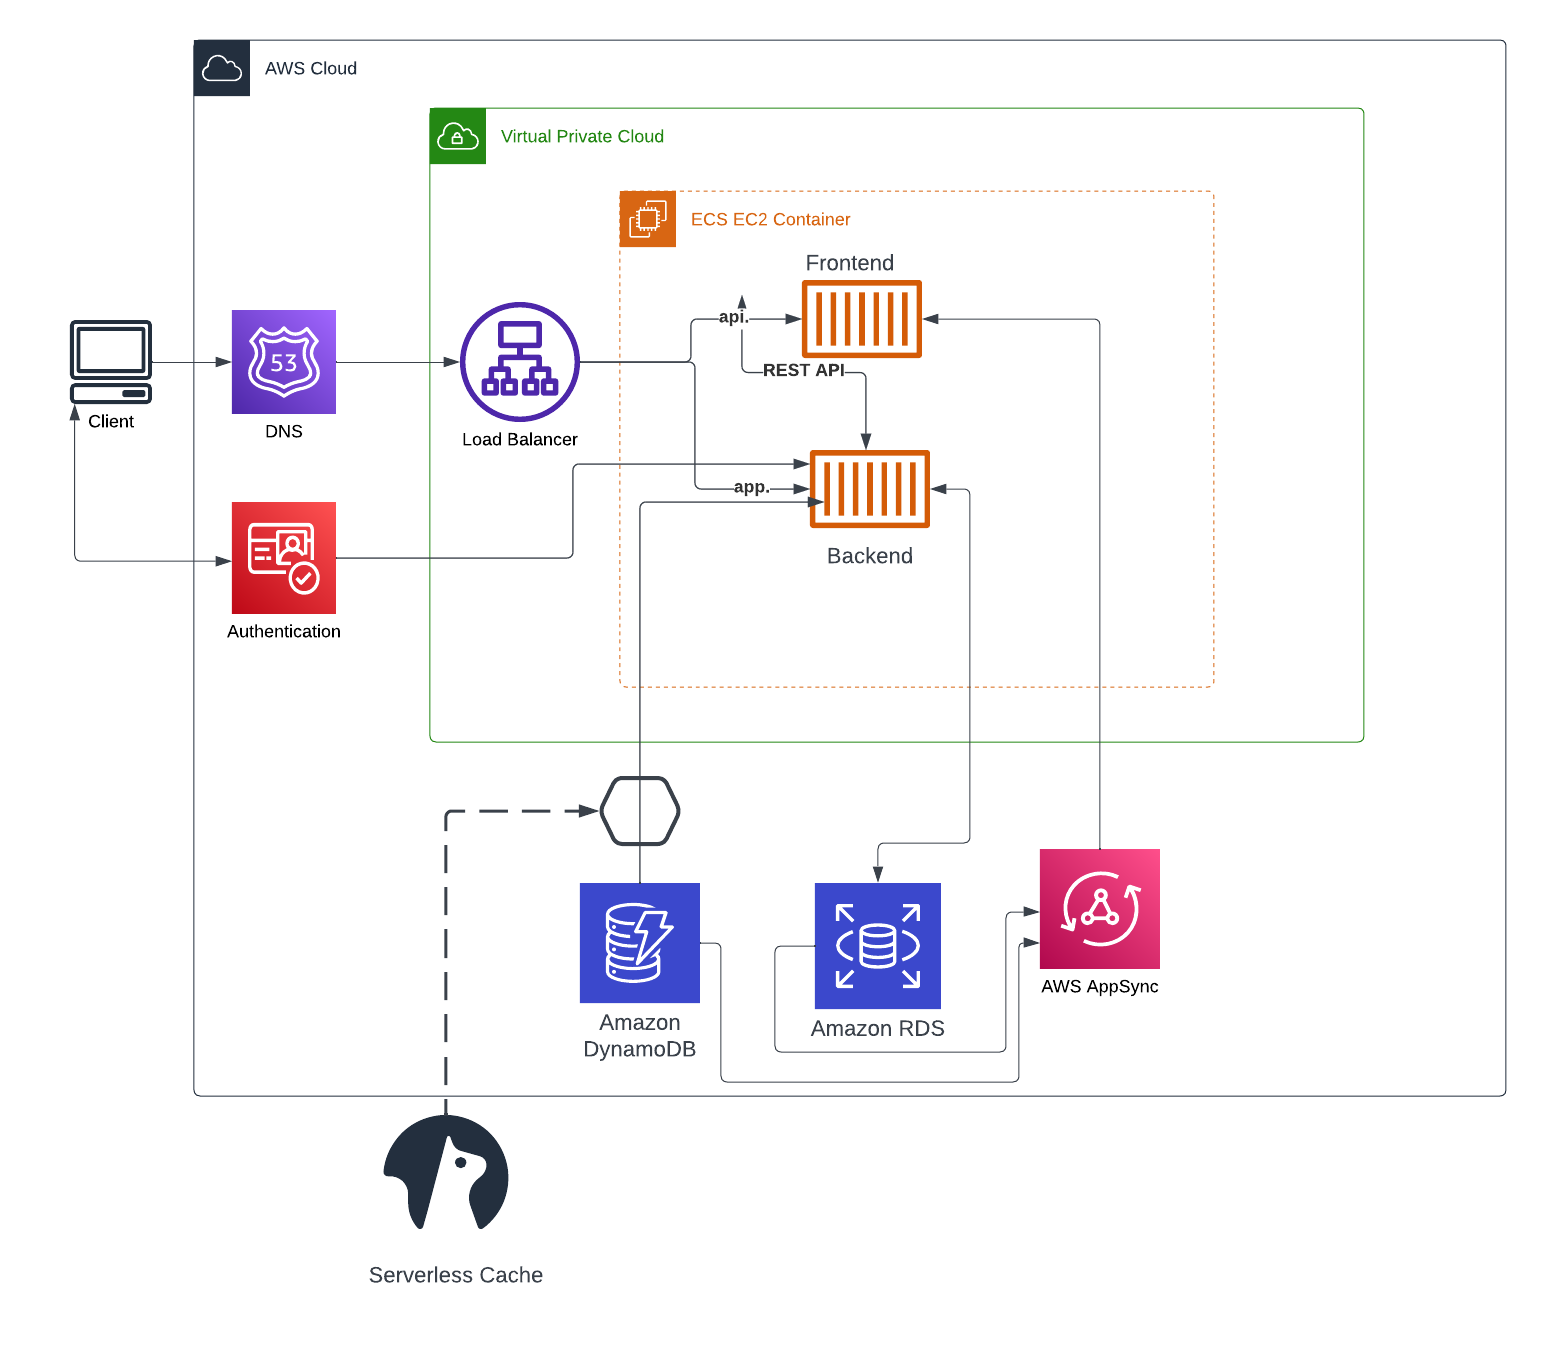 AWS Cloud
Virtual Private Cloud
ECS EC2 Container
Frontend
api.
REST API
53
Client
DNS
Load Balancer
app.
Backend
Authentication
Amazon
DynamoDB
Amazon RDS
AWS AppSync
Serverless Cache